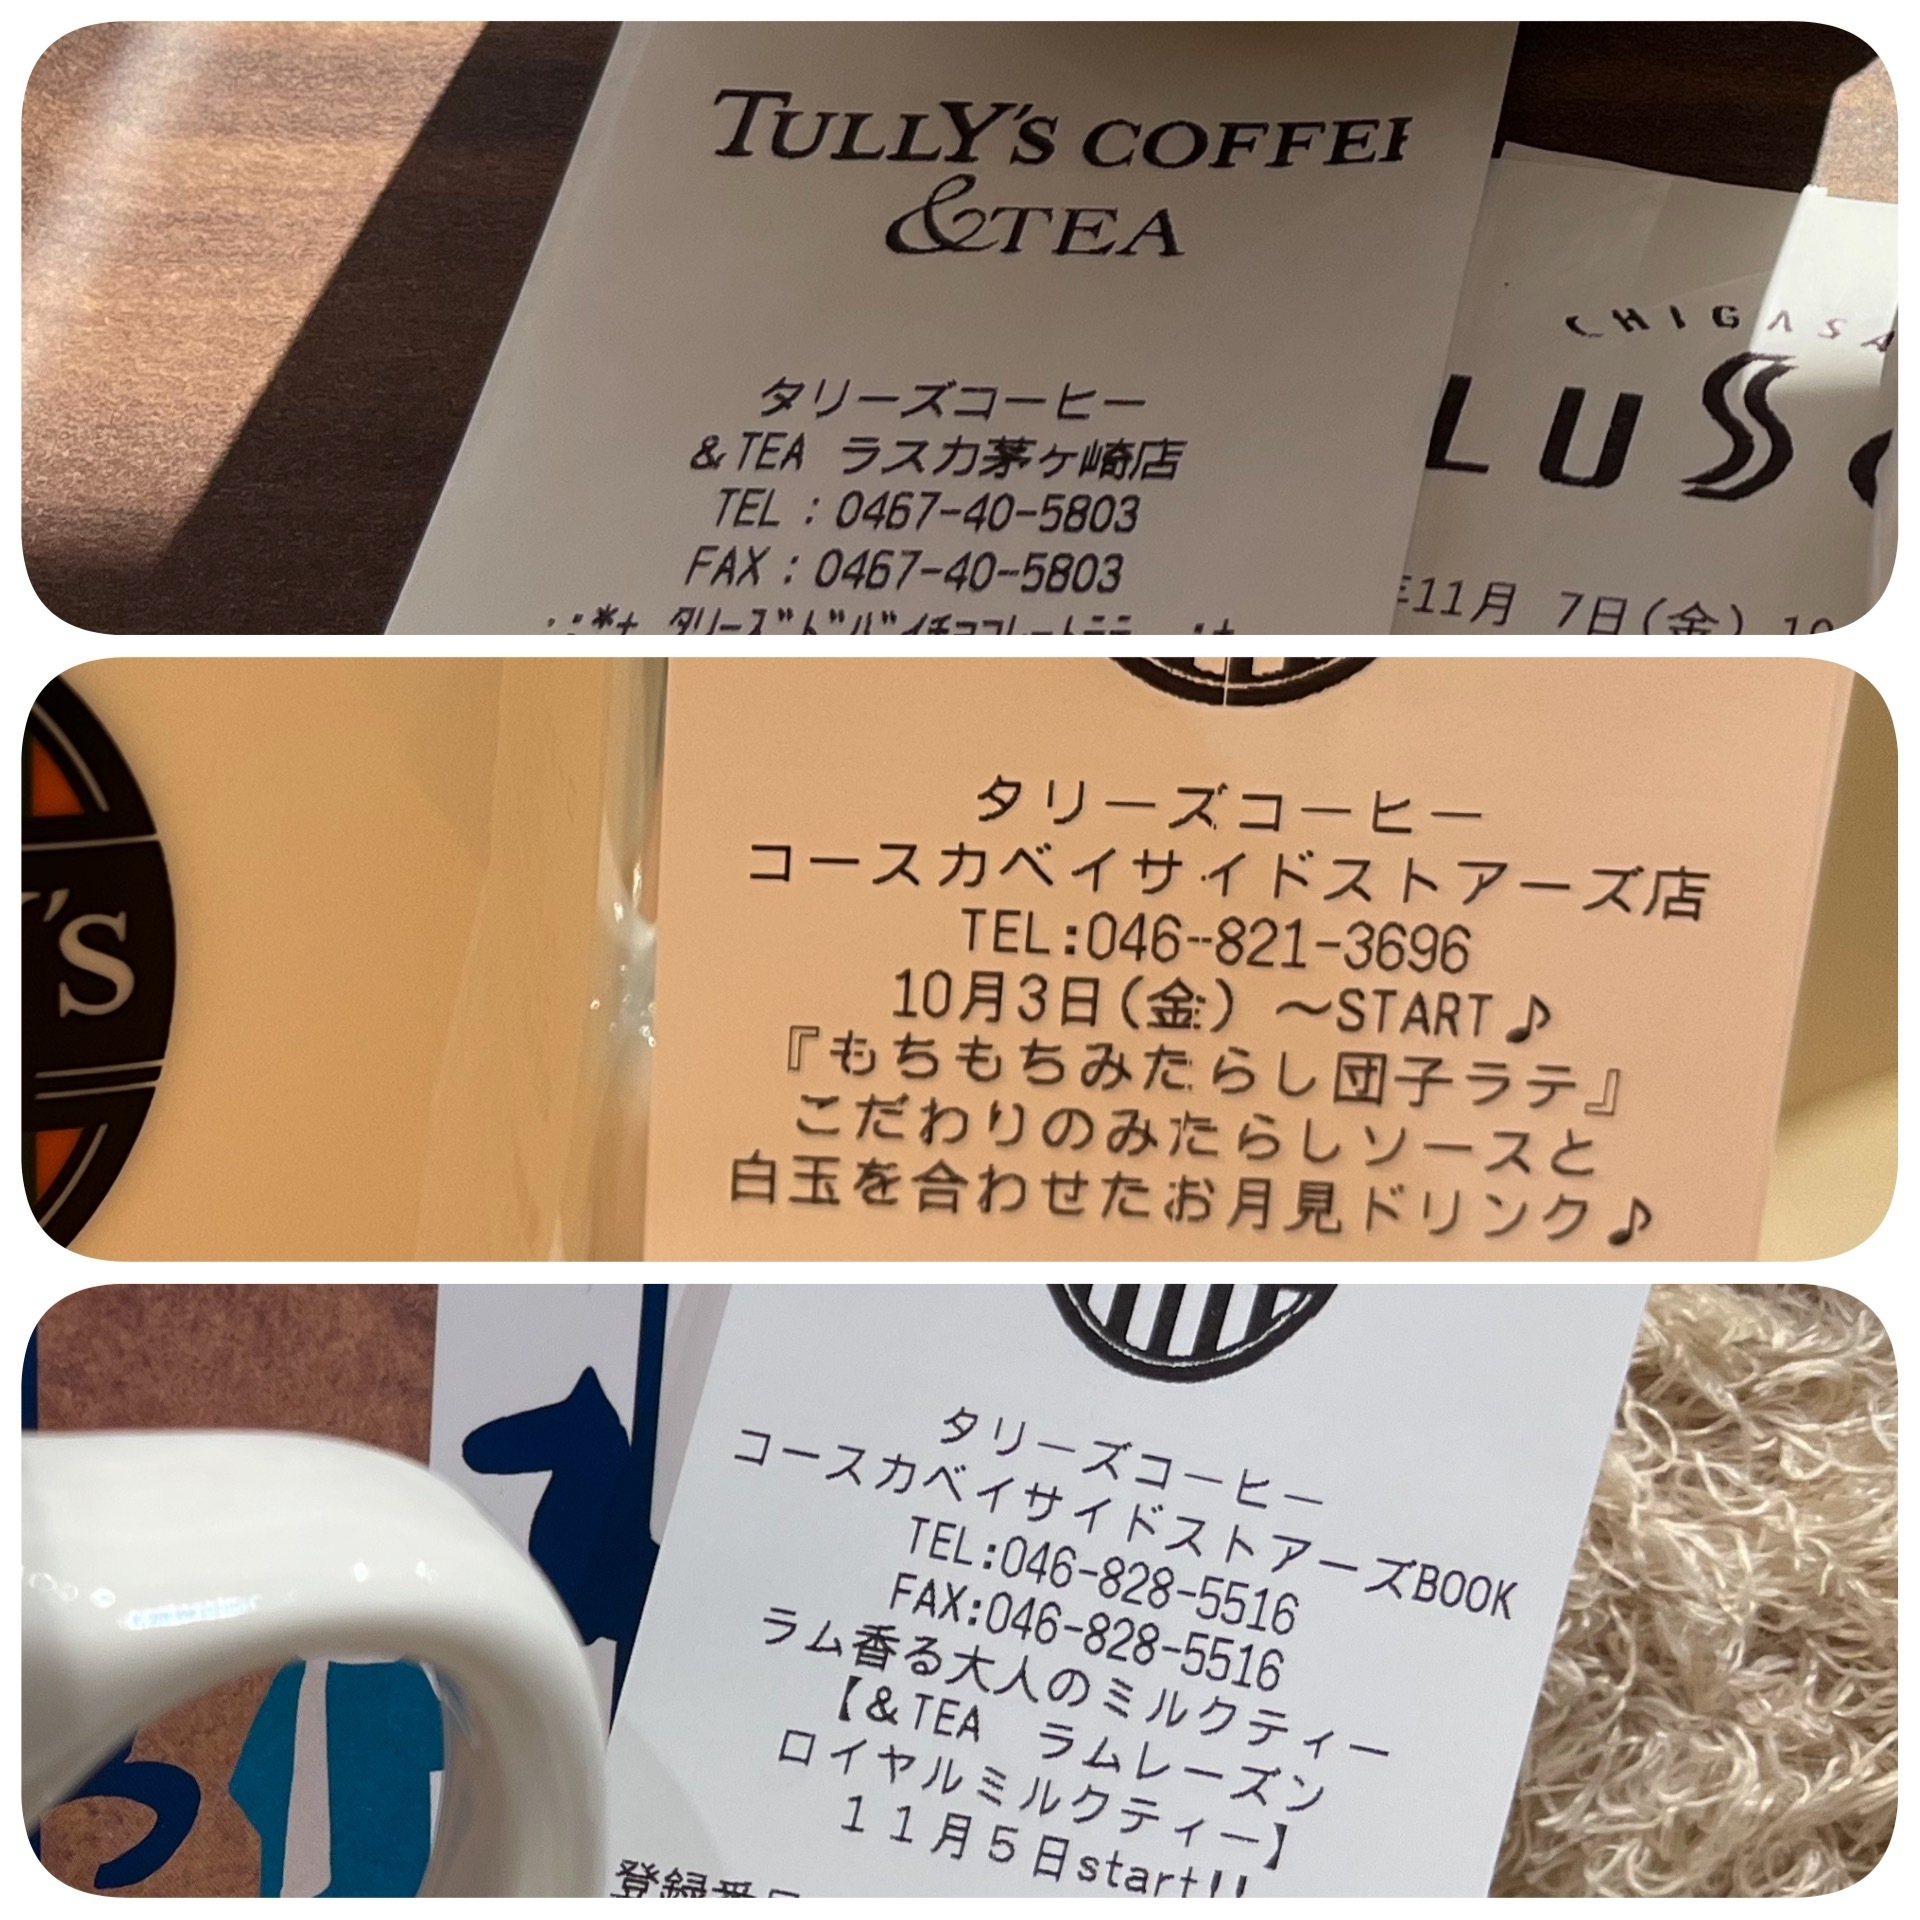 TULLY'S COFFEE
&TEA
タリーズコーヒー
&TEA ラスカ茅ヶ崎店
TEL:0467-40-5803
FAX:0467-40-5803
CHIGASA
LUS
11月 7日(金)
'S
タリーズコーヒー
コースカベイサイドストアーズ店
TEL:046-821-3696
10月3日(金) ～START♪
『もちもちみたらし団子ラテ』
こだわりのみたらしソースと
白玉を合わせたお月見ドリンク♪
タリーズコーヒー
コースカベイサイドストアーズBOOK
TEL:046-828-5516
FAX:046-828-5516
ラム香る大人のミルクティー
【&TEA ラムレーズン
ロイヤルミルクティー】
11月5日start!!
登録番号